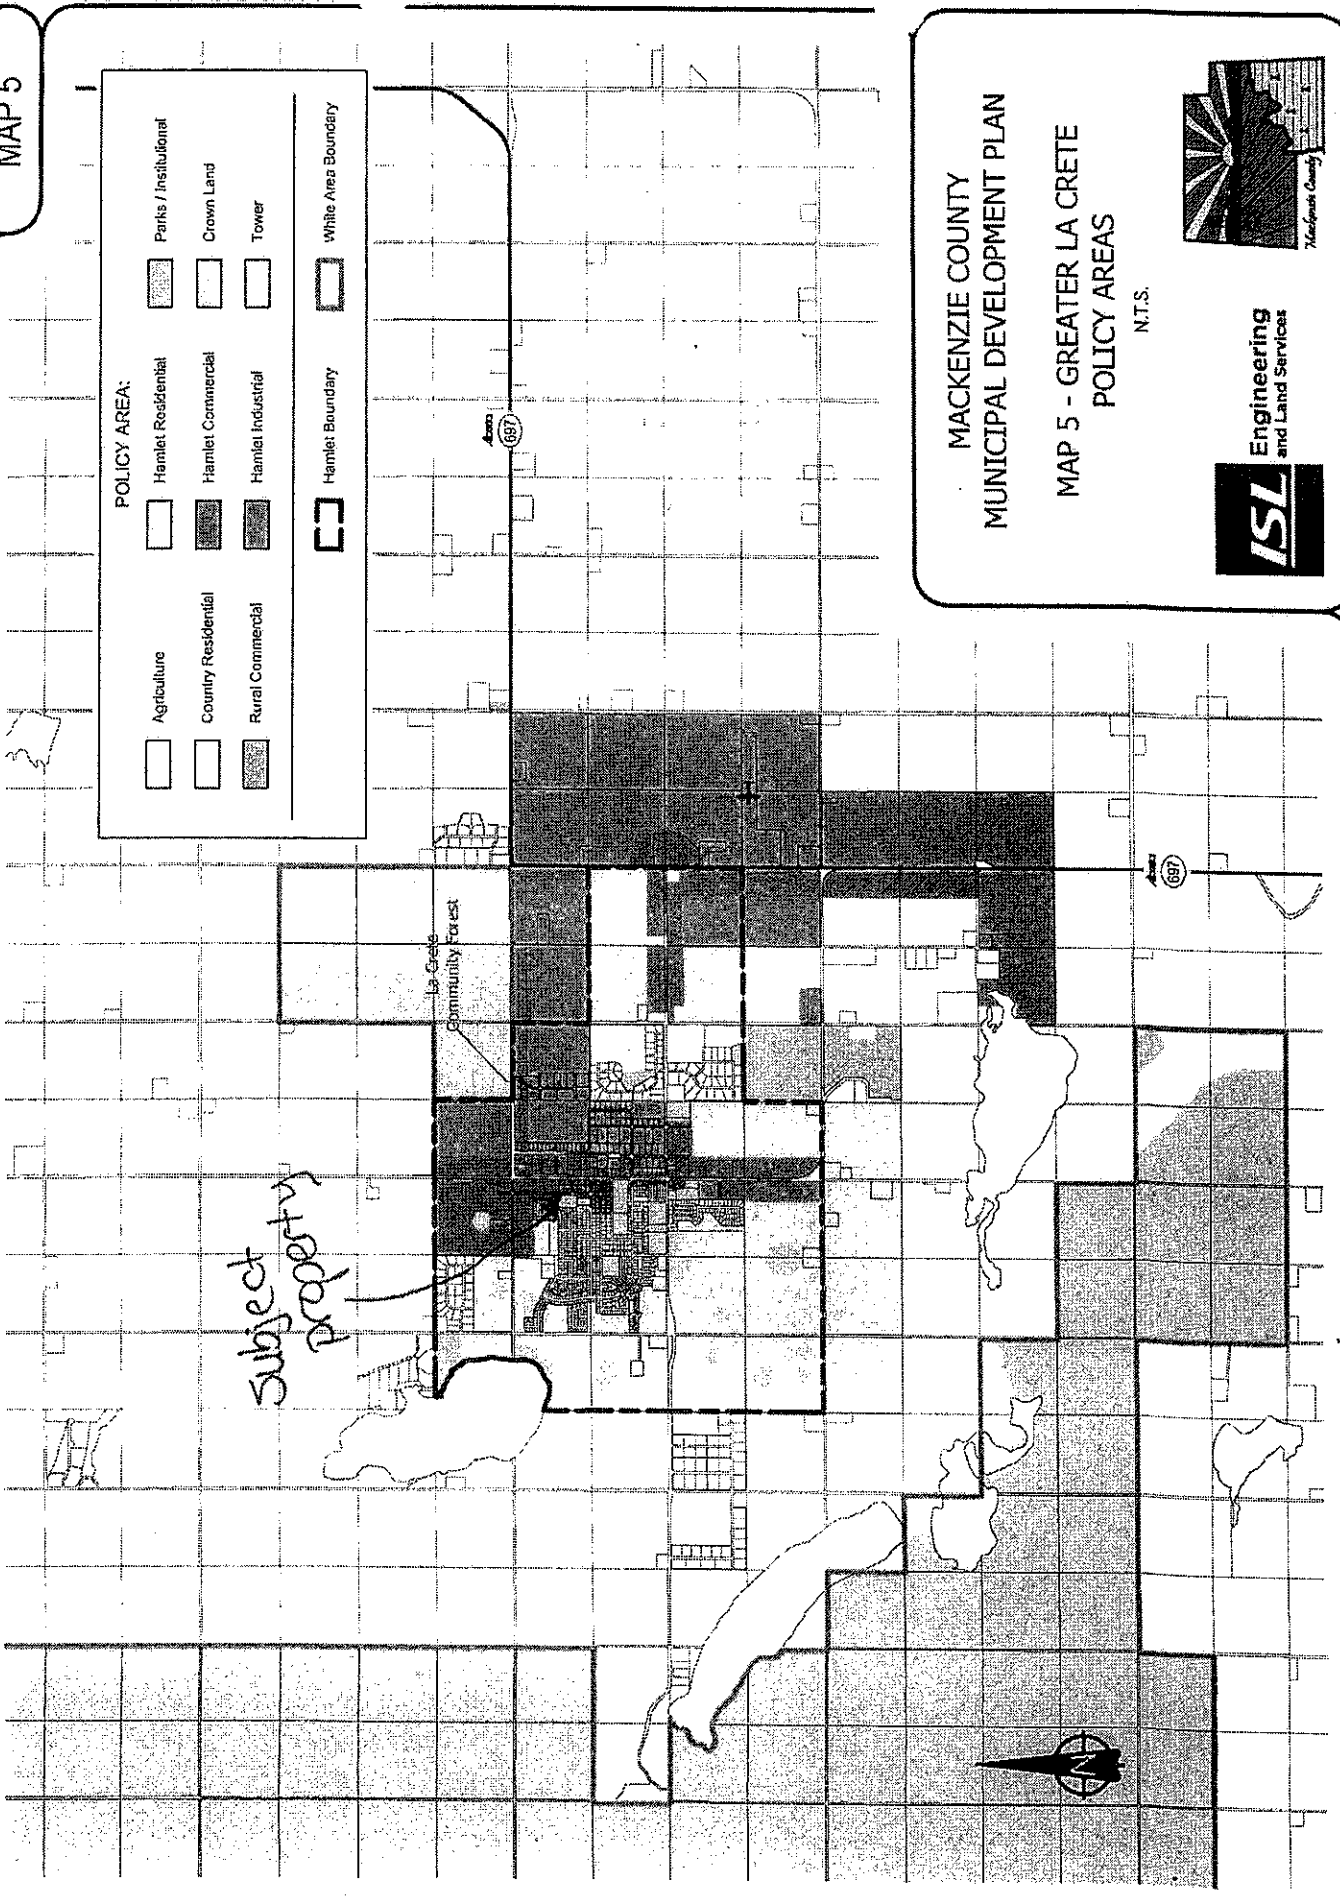 MAP 5
POLICY AREA:
Agriculture
Hamlet Residential
Parks / Institutional
Country Residential
Hamlet Commercial
Crown Land
Rural Commercial
Hamlet Industrial
Tower
Hamlet Boundary
White Area Boundary
Alberta
697
La Crete
Community Forest
Subject
property
Alberta
697
N
MACKENZIE COUNTY
MUNICIPAL DEVELOPMENT PLAN
MAP 5 - GREATER LA CRETE
POLICY AREAS
N.T.S.
ISL
Engineering
and Land Services
Mackenzie County